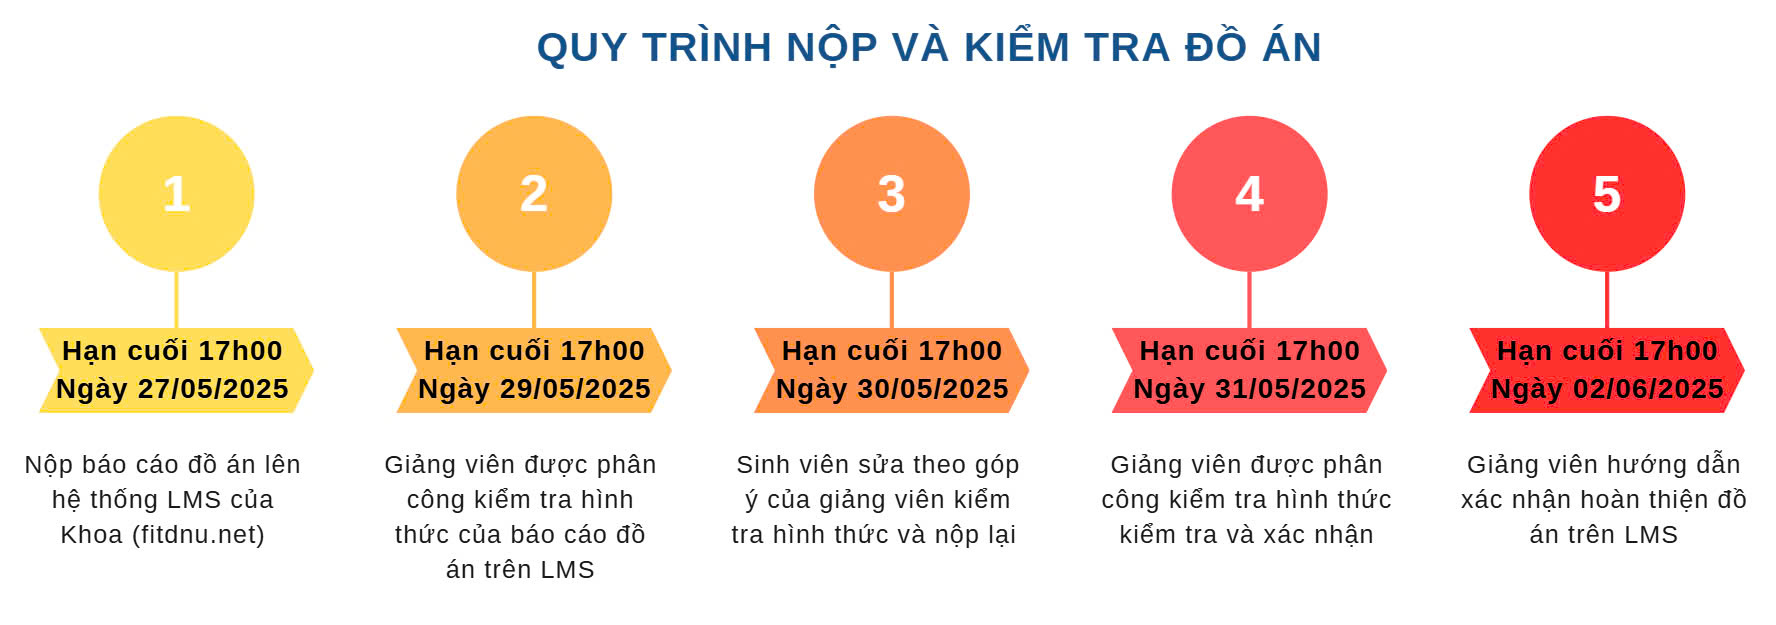 QUY TRÌNH NỘP VÀ KIỂM TRA ĐỒ ÁN
1
Hạn cuối 17h00
Ngày 27/05/2025
Nộp báo cáo đồ án lên
hệ thống LMS của
Khoa (fitdnu.net)
2
Hạn cuối 17h00
Ngày 29/05/2025
Giảng viên được phân
công kiểm tra hình
thức của báo cáo đồ
án trên LMS
3
Hạn cuối 17h00
Ngày 30/05/2025
Sinh viên sửa theo góp
ý của giảng viên kiểm
tra hình thức và nộp lại
4
Hạn cuối 17h00
Ngày 31/05/2025
Giảng viên được phân
công kiểm tra hình thức
kiểm tra và xác nhận
5
Hạn cuối 17h00
Ngày 02/06/2025
Giảng viên hướng dẫn
xác nhận hoàn thiện đồ
án trên LMS